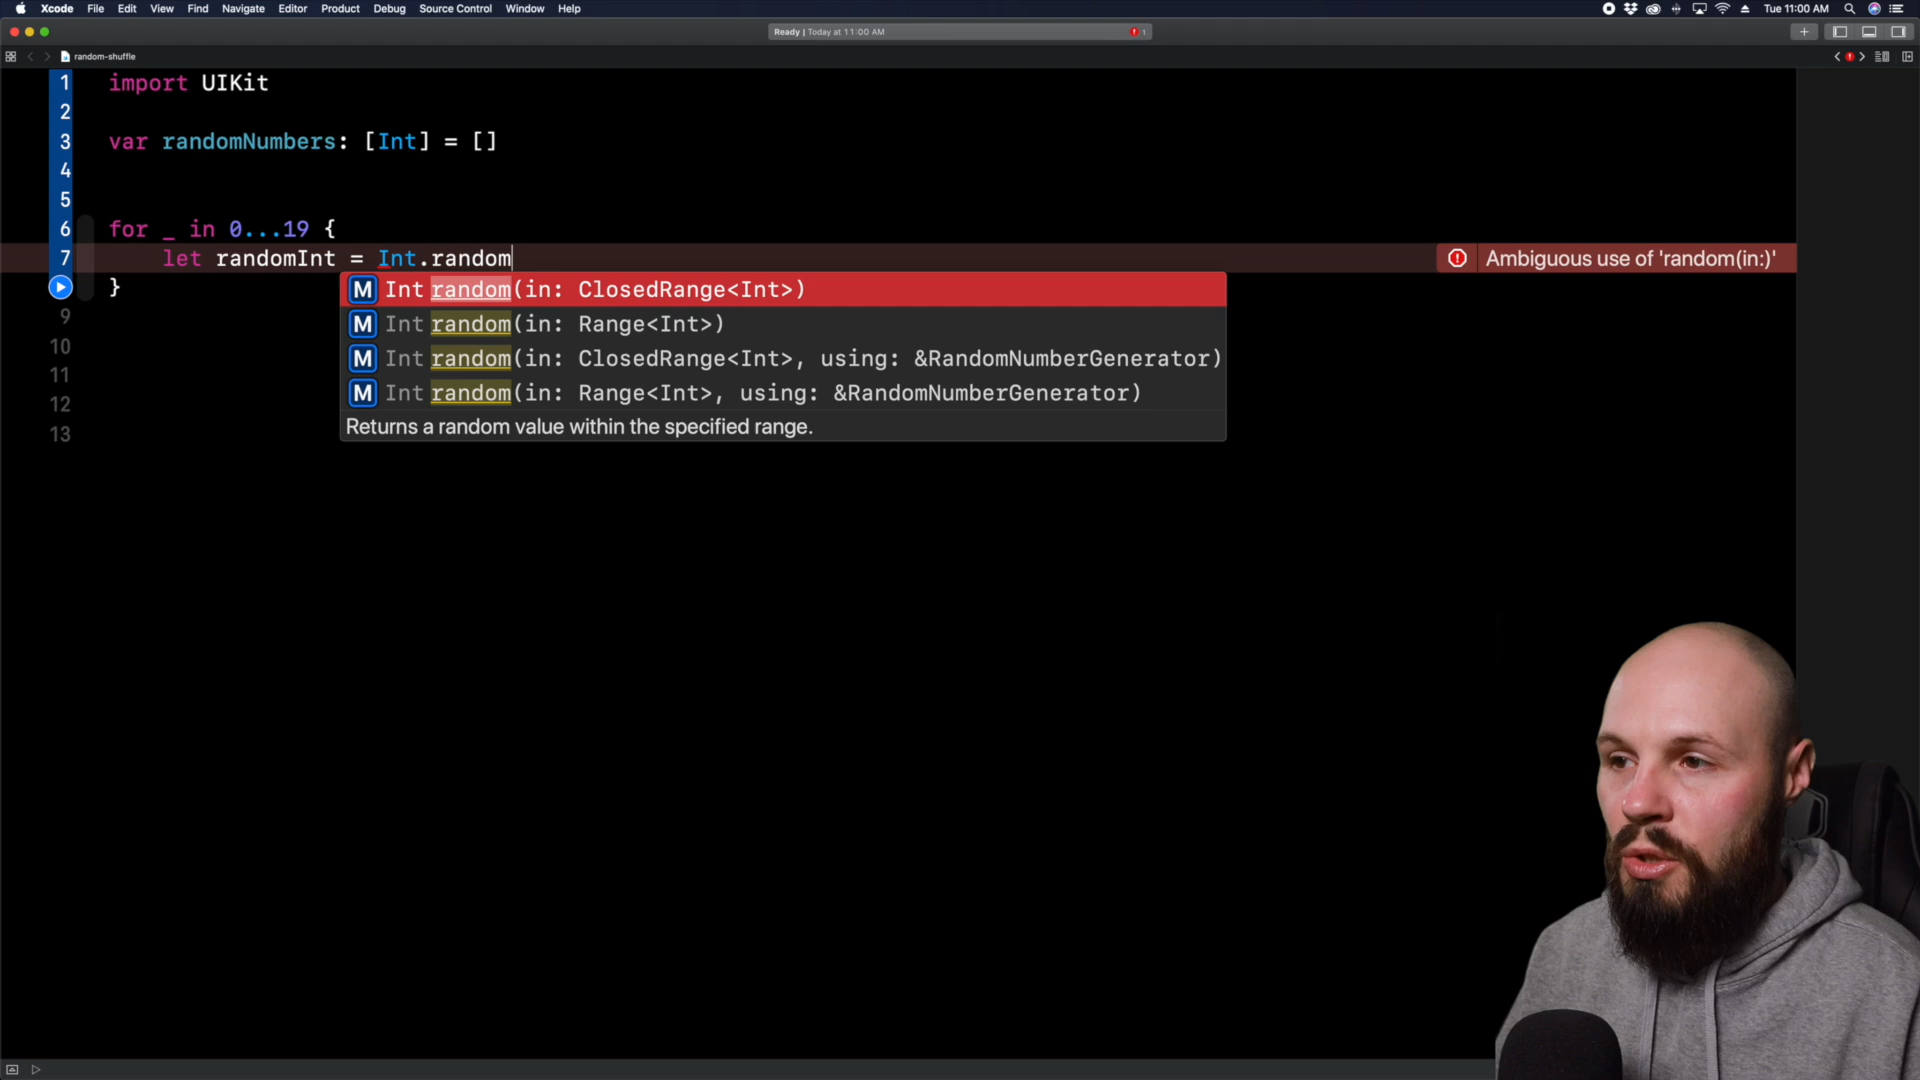 Xcode File Edit View Find Navigate Editor Product Debug Source Control Window Help Tue 11:00 AM
Ready | Today at 11:00 AM 1
random-shuffle
1 import UIKit
2
3 var randomNumbers: [Int] = []
4
5
6 for _ in 0...19 {
7 let randomInt = Int.random Ambiguous use of 'random(in:)'
}
M Int random(in: ClosedRange<Int>)
M Int random(in: Range<Int>)
M Int random(in: ClosedRange<Int>, using: &RandomNumberGenerator)
M Int random(in: Range<Int>, using: &RandomNumberGenerator)
Returns a random value within the specified range.
9
10
11
12
13